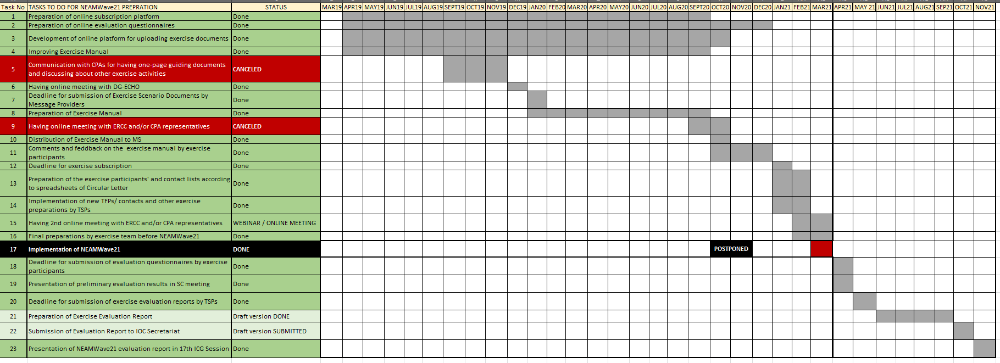 Task No TASKS TO DO FOR NEAMWave21 PREPRATION STATUS MAR19 APR19 MAY19 JUN19 JUL19 AUG19 SEPT19 OCT19 NOV19 DEC19 JAN20 FEB20 MAR20 APR20 MAY20 JUN20 JUL20 AUG20 SEPT20 OCT20 NOV20 DEC20 JAN21 FEB21 MAR21 APR21 MAY 21 JUN21 JUL21 AUG21 SEP21 OCT21 NOV21
1 Preparation of online subscription platform Done
2 Preparation of online evaluation questionnaires Done
3 Development of online platform for uploading exercise documents Done
4 Improving Exercise Manual Done
Communication with CPAs for having one-page guiding documents
5 CANCELED
and discussing about other exercise activities
6 Having online meeting with DG-ECHO Done
Deadline for submission of Exercise Scenario Documents by
7 Done
Message Providers
8 Preparation of Exercise Manual Done
9 Having online meeting with ERCC and/or CPA representatives CANCELED
10 Distribution of Exercise Manual to MS Done
Comments and feddback on the exercise manual by exercise
11 Done
participants
12 Deadline for exercise subscription Done
Preparation of the exercise participants' and contact lists according
13 Done
to spreadsheets of Circular Letter
Implementation of new TFPs/ contacts and other exercise
14 Done
preparations by TSPs
15 Having 2nd online meeting with ERCC and/or CPA representatives WEBINAR / ONLINE MEETING
16 Final preparations by exercise team before NEAMWave21 Done
17 Implementation of NEAMWave21 DONE POSTPONED
Deadline for submission of evaluation questionnaires by exercise
18 Done
participants
19 Presentation of preliminary evaluation results in SC meeting Done
20 Deadline for submission of exercise evaluation reports by TSPs Done
21 Preparation of Exercise Evaluation Report Draft version DONE
22 Submission of Evaluation Report to IOC Secretariat Draft version SUBMITTED
23 Presentation of NEAMWave21 evaluation report in 17th ICG Session Done